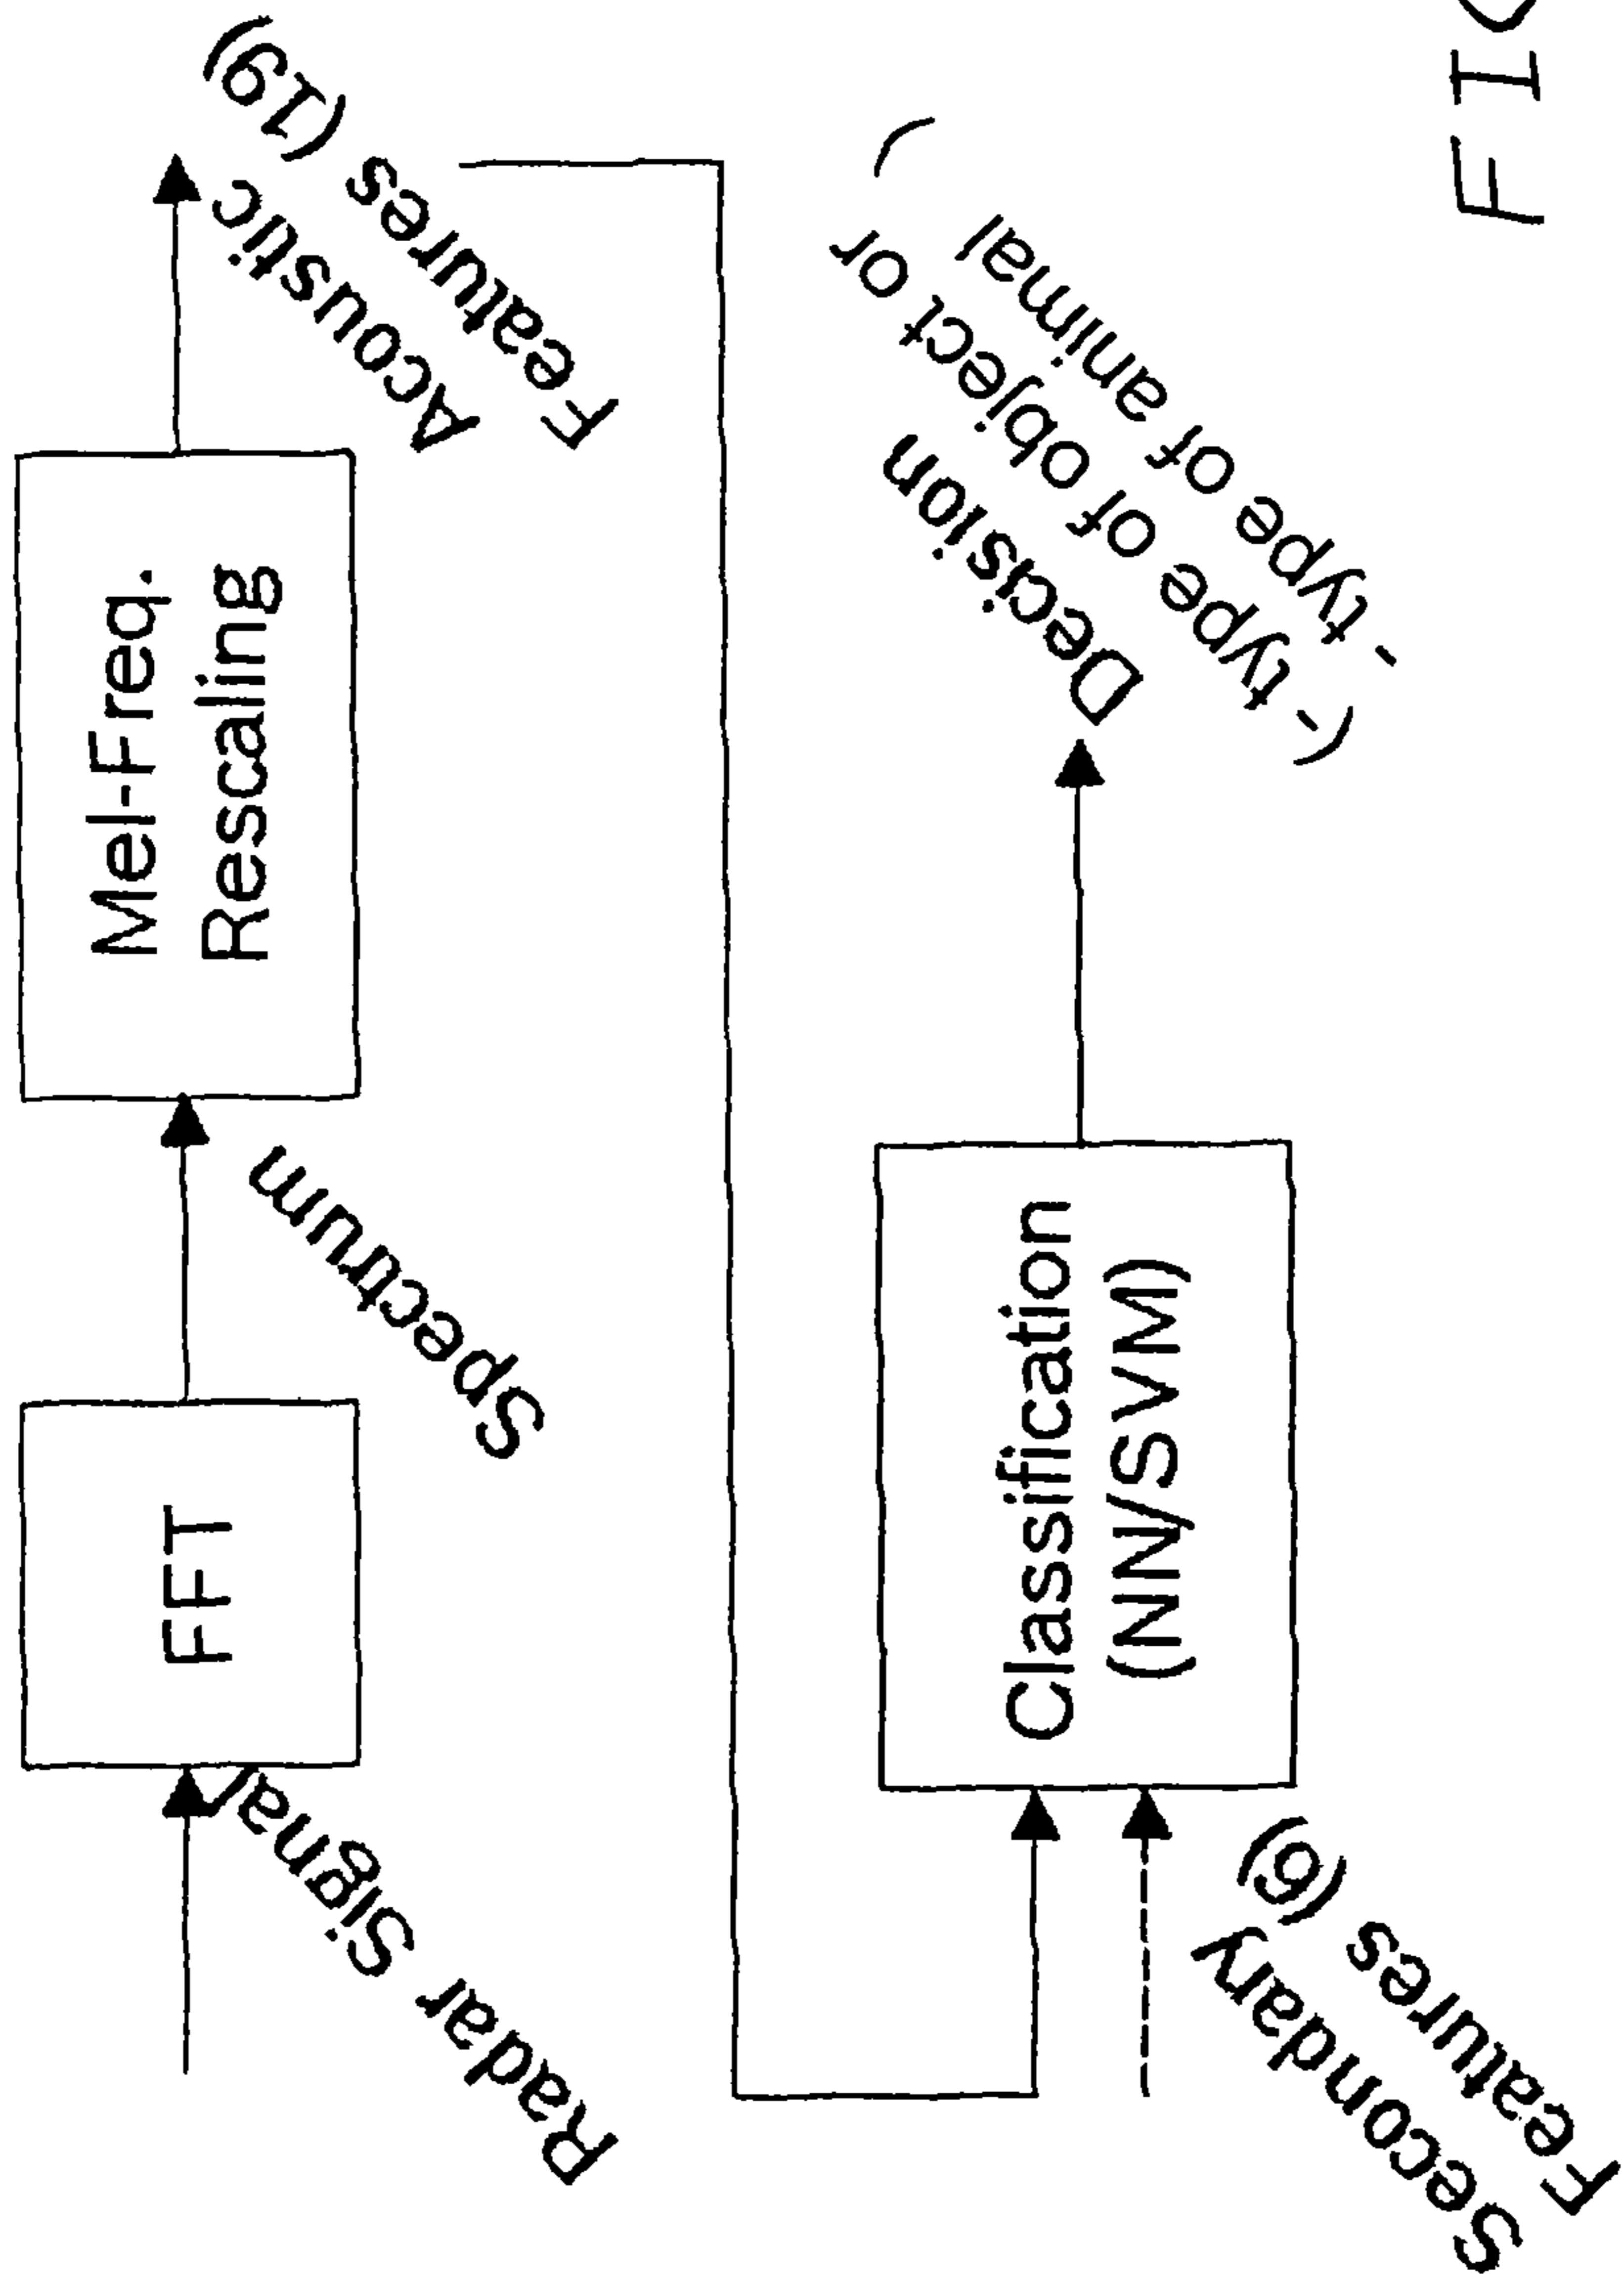 Radar Signal
FFT
Spectrum
Mel-Freq.
Rescaling
Acoustic
Features (19)
Secondary
Features (6)
Classification
(NN/SVM)
Decision
(- type of object or
- type of animal )